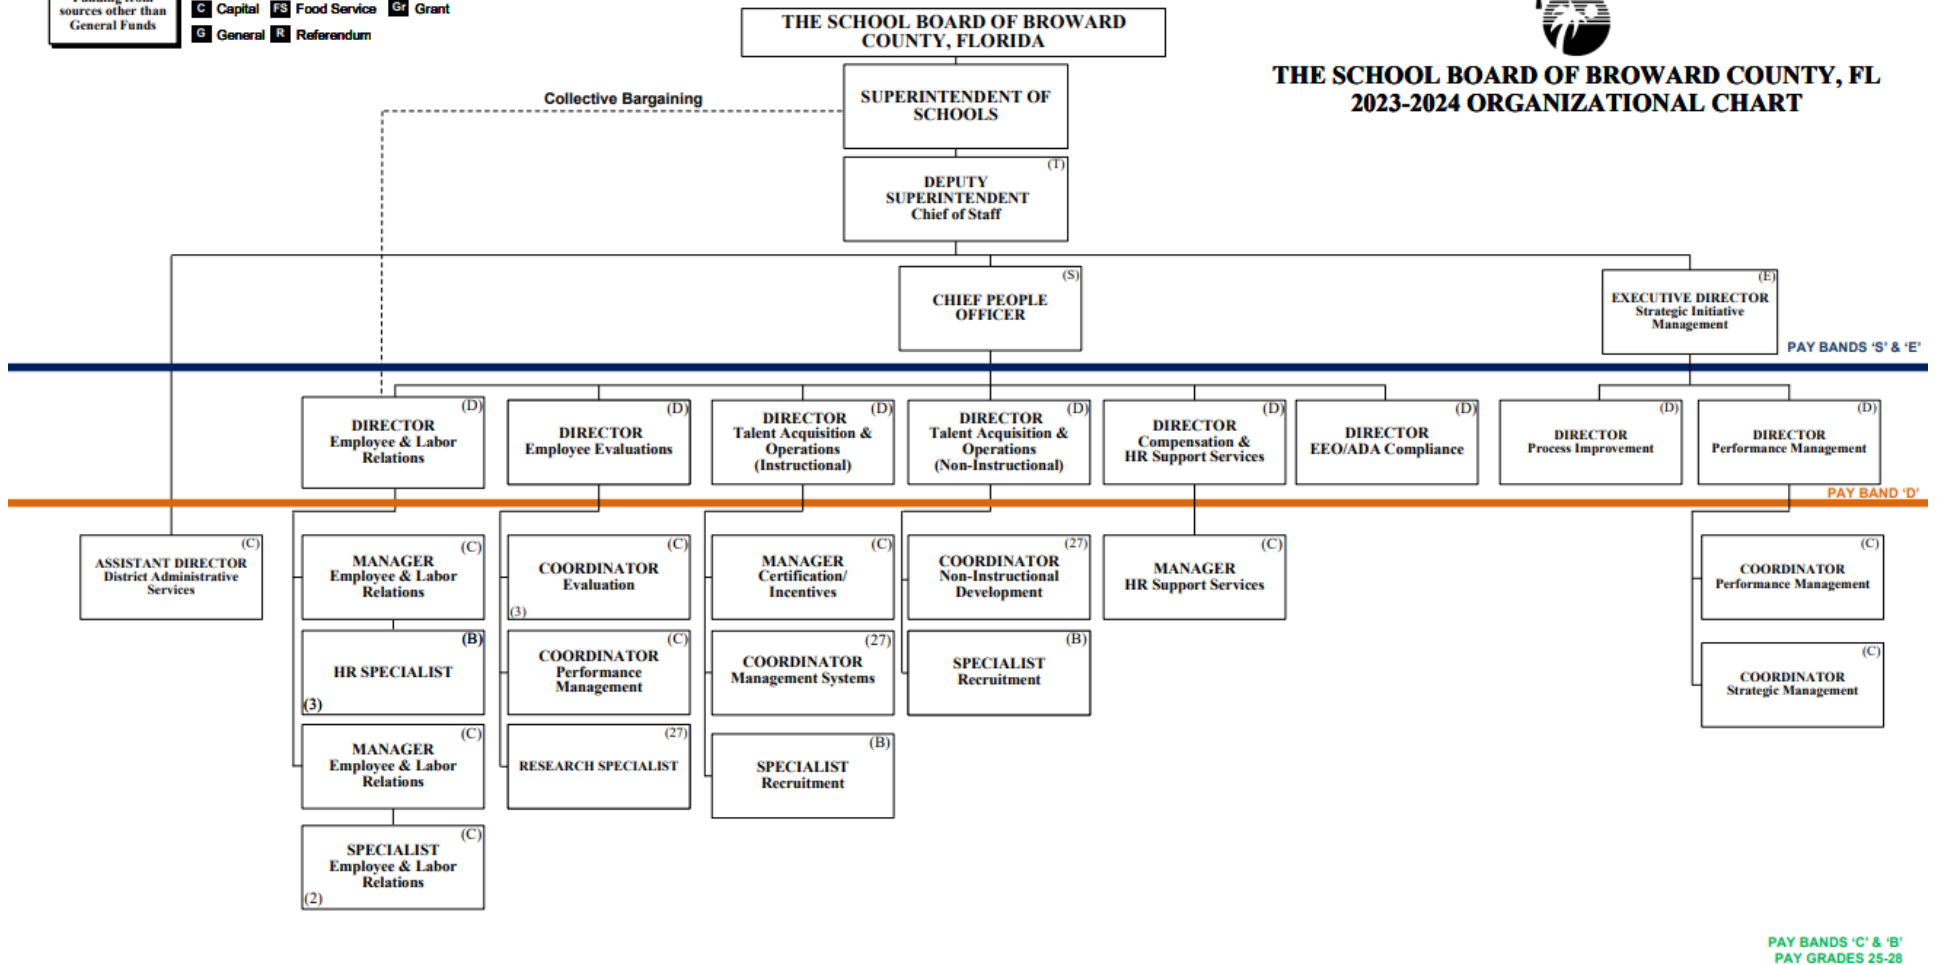 Funding from
sources other than
General Funds
C Capital FS Food Service Gr Grant
G General R Referendum
THE SCHOOL BOARD OF BROWARD
COUNTY, FLORIDA
THE SCHOOL BOARD OF BROWARD COUNTY, FL
2023-2024 ORGANIZATIONAL CHART
Collective Bargaining
SUPERINTENDENT OF
SCHOOLS
(T)
DEPUTY
SUPERINTENDENT
Chief of Staff
(S)
CHIEF PEOPLE
OFFICER
(E)
EXECUTIVE DIRECTOR
Strategic Initiative
Management
PAY BANDS 'S' & 'E'
(D)
DIRECTOR
Employee & Labor
Relations
(D)
DIRECTOR
Employee Evaluations
(D)
DIRECTOR
Talent Acquisition &
Operations
(Instructional)
(D)
DIRECTOR
Talent Acquisition &
Operations
(Non-Instructional)
(D)
DIRECTOR
Compensation &
HR Support Services
(D)
DIRECTOR
EEO/ADA Compliance
(D)
DIRECTOR
Process Improvement
(D)
DIRECTOR
Performance Management
PAY BAND 'D'
(C)
ASSISTANT DIRECTOR
District Administrative
Services
(C)
MANAGER
Employee & Labor
Relations
(B)
HR SPECIALIST
(3)
(C)
MANAGER
Employee & Labor
Relations
(C)
SPECIALIST
Employee & Labor
Relations
(2)
(C)
COORDINATOR
Evaluation
(3)
(C)
COORDINATOR
Performance
Management
(27)
RESEARCH SPECIALIST
(C)
MANAGER
Certification/
Incentives
(27)
COORDINATOR
Management Systems
(B)
SPECIALIST
Recruitment
(27)
COORDINATOR
Non-Instructional
Development
(B)
SPECIALIST
Recruitment
(C)
MANAGER
HR Support Services
(C)
COORDINATOR
Performance Management
(C)
COORDINATOR
Strategic Management
PAY BANDS 'C' & 'B'
PAY GRADES 25-28